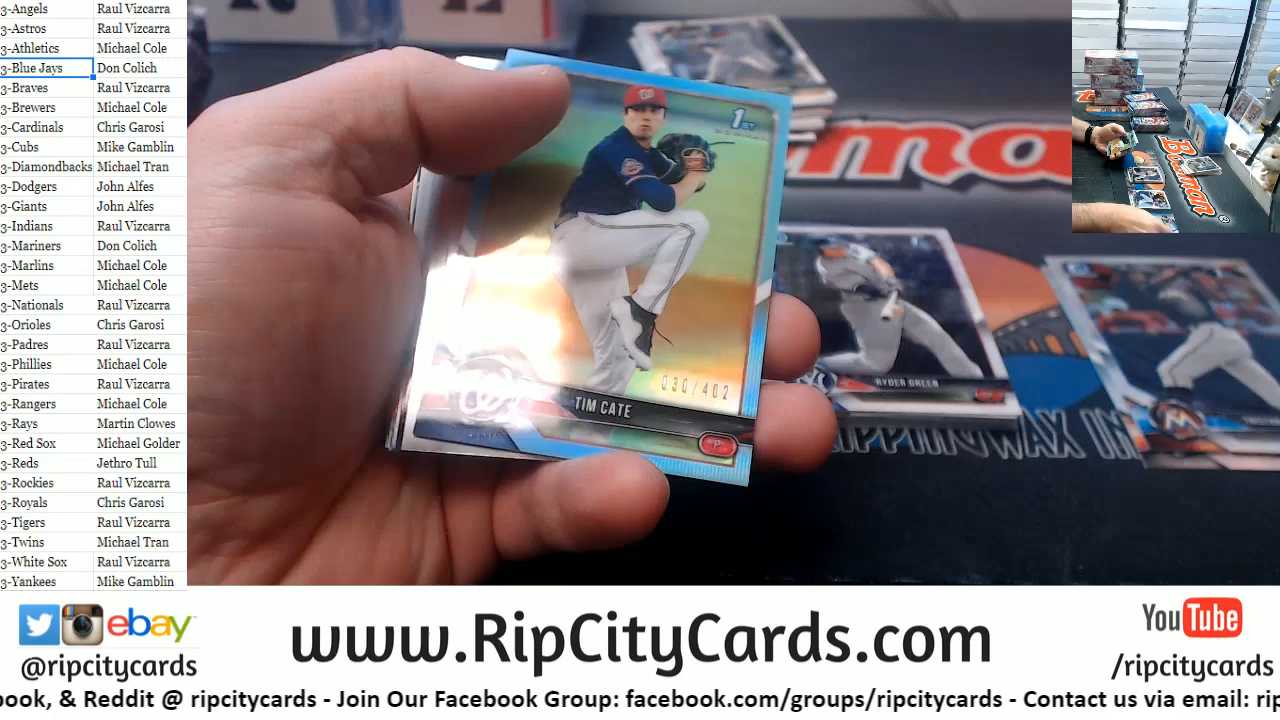 3-Angels Raul Vizcarra
3-Astros Raul Vizcarra
3-Athletics Michael Cole
3-Blue Jays Don Colich
3-Braves Raul Vizcarra
3-Brewers Michael Cole
3-Cardinals Chris Garosi
3-Cubs Mike Gamblin
3-Diamondbacks Michael Tran
3-Dodgers John Alfes
3-Giants John Alfes
3-Indians Raul Vizcarra
3-Mariners Don Colich
3-Marlins Michael Cole
3-Mets Michael Cole
3-Nationals Raul Vizcarra
3-Orioles Chris Garosi
3-Padres Raul Vizcarra
3-Phillies Michael Cole
3-Pirates Raul Vizcarra
3-Rangers Michael Cole
3-Rays Martin Clowes
3-Red Sox Michael Golder
3-Reds Jethro Tull
3-Rockies Raul Vizcarra
3-Royals Chris Garosi
3-Tigers Raul Vizcarra
3-Twins Michael Tran
3-White Sox Raul Vizcarra
3-Yankees Mike Gamblin
1ST
BOWMAN
030/402
TIM CATE
P
man
RYDER GREEN
RIPPINGWAX IN
Bowman
ebay
@ripcitycards
www.RipCityCards.com
YouTube
/ripcitycards
book, & Reddit @ ripcitycards - Join Our Facebook Group: facebook.com/groups/ripcitycards - Contact us via email: rip